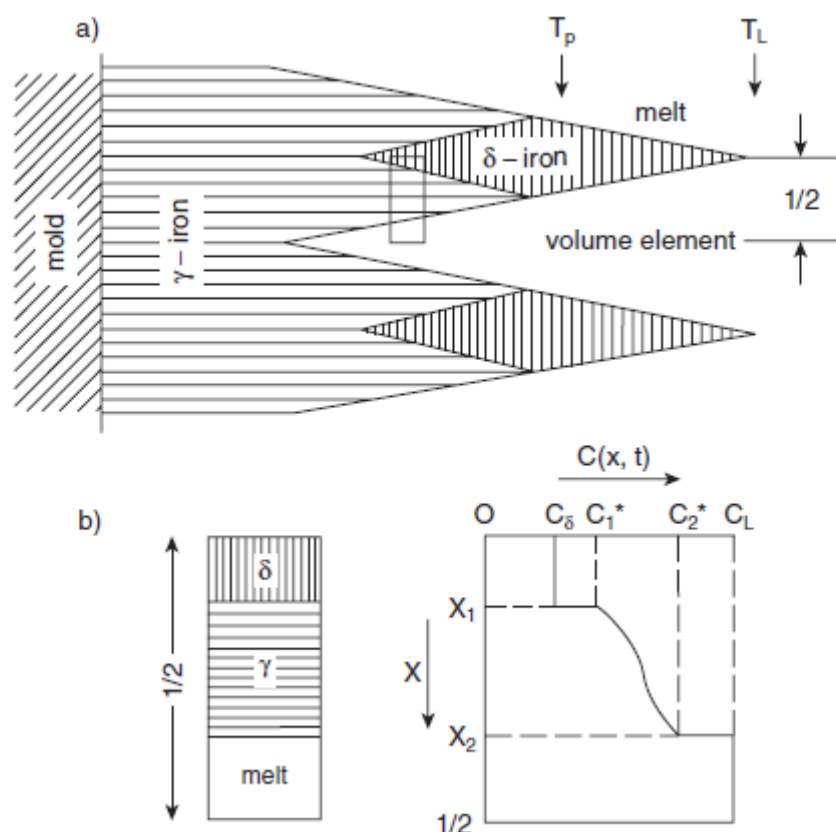 a)
Tp
TL
melt
δ – iron
1/2
mold
γ – iron
volume element
C(x, t)
b)
O Cδ C1* C2* CL
δ
X1
γ
1/2
X
X2
melt
1/2